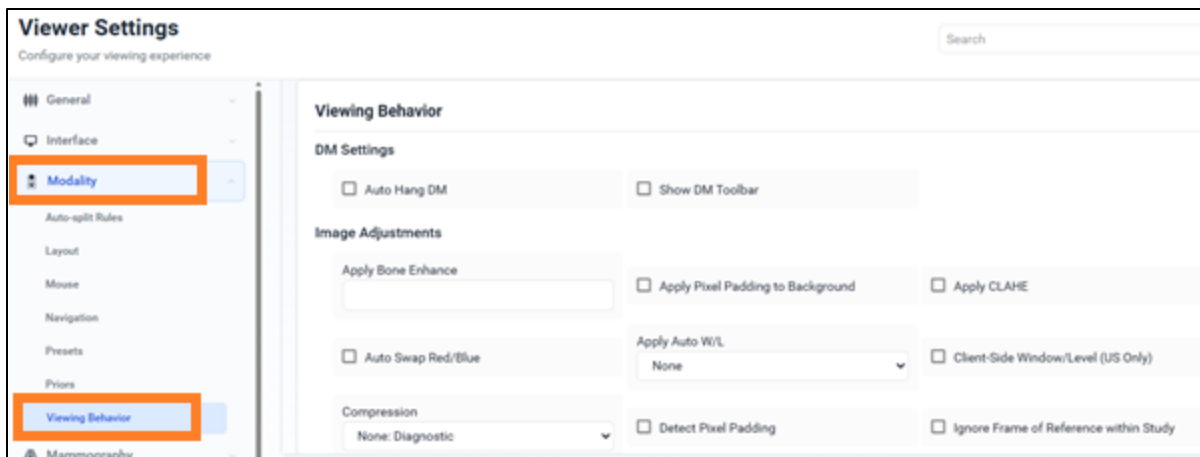 Viewer Settings
Configure your viewing experience
Search
General
Interface
Modality
Auto-split Rules
Layout
Mouse
Navigation
Presets
Priors
Viewing Behavior
Mammography
Viewing Behavior
DM Settings
Auto Hang DM
Show DM Toolbar
Image Adjustments
Apply Bone Enhance
Apply Pixel Padding to Background
Apply CLAHE
Auto Swap Red/Blue
Apply Auto W/L
None
Client-Side Window/Level (US Only)
Compression
None: Diagnostic
Detect Pixel Padding
Ignore Frame of Reference within Study